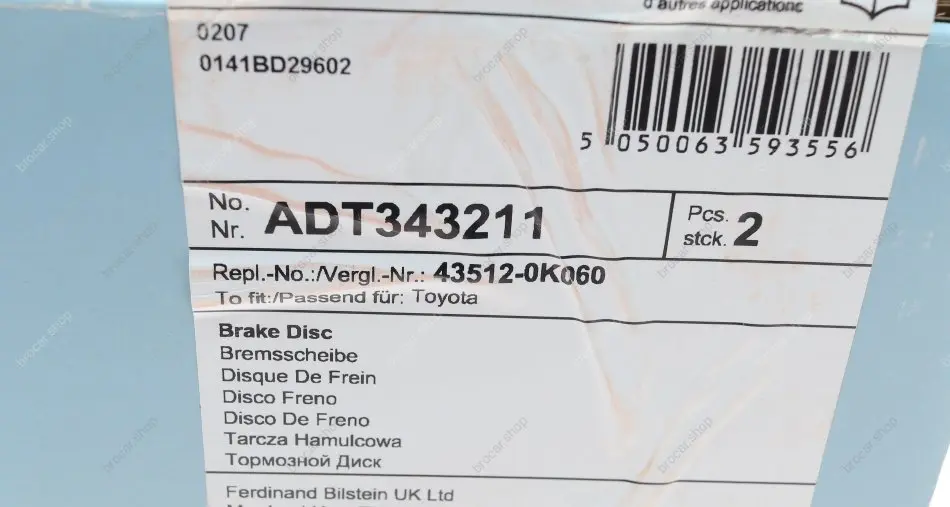 d'autres applications
0207
0141BD29602
5 050063 593556
No.
Nr. ADT343211
Pcs.
stck. 2
Repl.-No.:/Vergl.-Nr.: 43512-0K060
To fit:/Passend für: Toyota
Brake Disc
Bremsscheibe
Disque De Frein
Disco Freno
Disco De Freno
Tarcza Hamulcowa
Тормозной Диск
Ferdinand Bilstein UK Ltd
brocar.shop